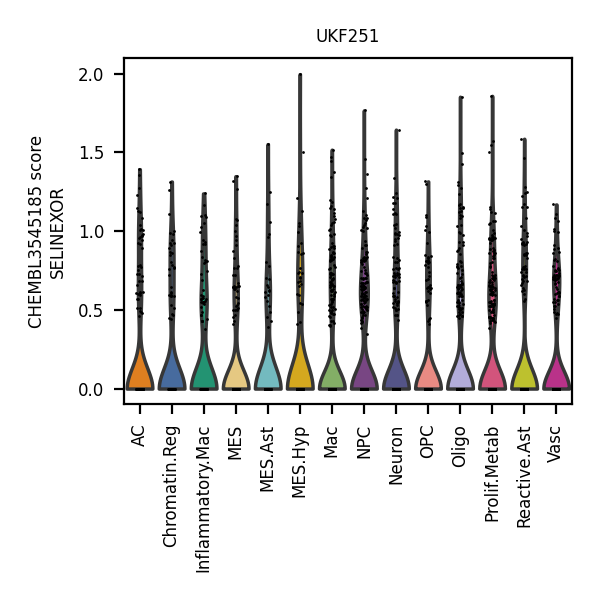 UKF251
CHEMBL3545185 score
SELINEXOR
2.0
1.5
1.0
0.5
0.0
AC
Chromatin.Reg
Inflammatory.Mac
MES
MES.Ast
MES.Hyp
Mac
NPC
Neuron
OPC
Oligo
Prolif.Metab
Reactive.Ast
Vasc